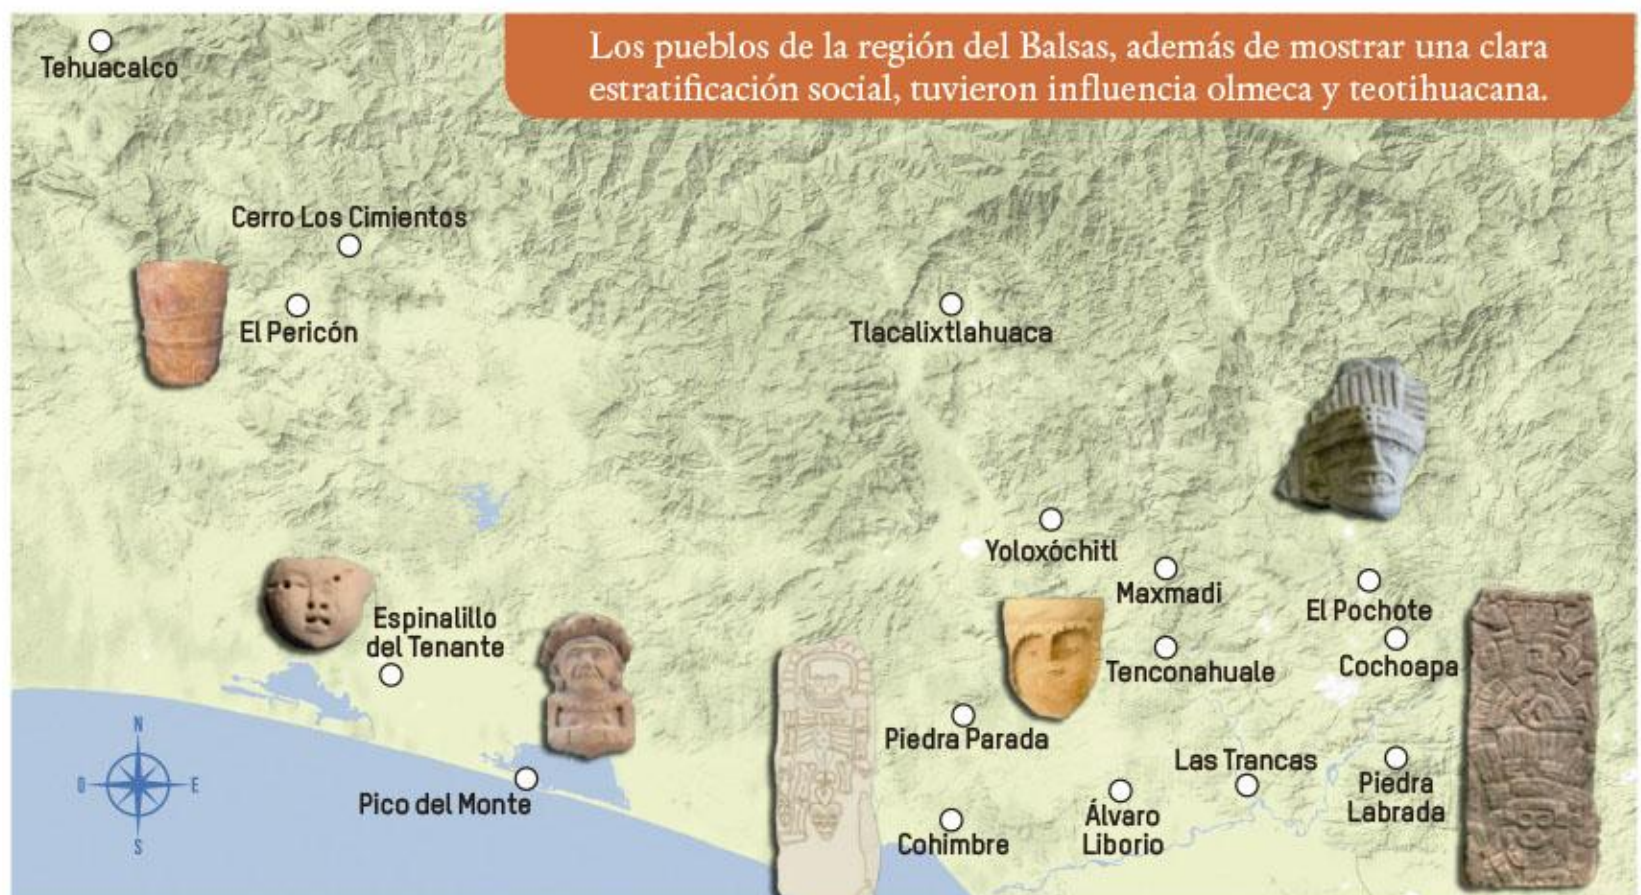 Los pueblos de la región del Balsas, además de mostrar una clara
estratificación social, tuvieron influencia olmeca y teotihuacana.
Tehuacalco
Cerro Los Cimientos
El Pericón
Tlacalixtlahuaca
Yoloxóchitl
Maxmadi
El Pochote
Espinalillo
del Tenante
Tenconahuale
Cochoapa
Piedra Parada
Las Trancas
Piedra
Labrada
Pico del Monte
Álvaro
Liborio
Cohimbre
N
O
E
S